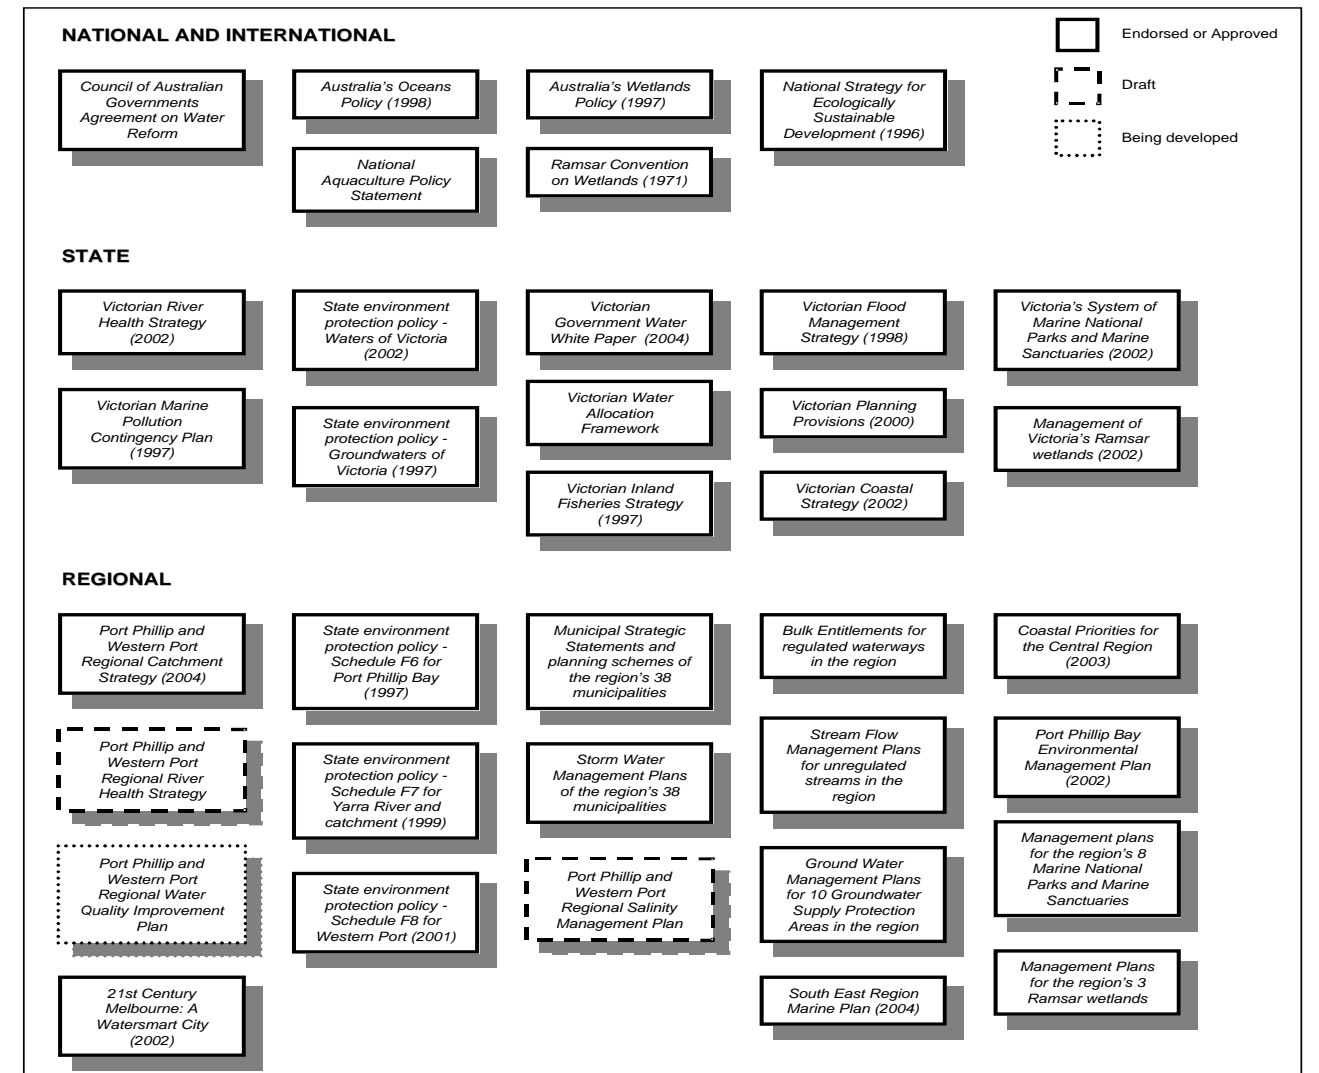 NATIONAL AND INTERNATIONAL
Endorsed or Approved
Draft
Being developed
Council of Australian
Governments
Agreement on Water
Reform
Australia's Oceans
Policy (1998)
Australia's Wetlands
Policy (1997)
National Strategy for
Ecologically
Sustainable
Development (1996)
National
Aquaculture Policy
Statement
Ramsar Convention
on Wetlands (1971)
STATE
Victorian River
Health Strategy
(2002)
State environment
protection policy -
Waters of Victoria
(2002)
Victorian
Government Water
White Paper (2004)
Victorian Flood
Management
Strategy (1998)
Victoria's System of
Marine National
Parks and Marine
Sanctuaries (2002)
Victorian Marine
Pollution
Contingency Plan
(1997)
State environment
protection policy -
Groundwaters of
Victoria (1997)
Victorian Water
Allocation
Framework
Victorian Planning
Provisions (2000)
Management of
Victoria's Ramsar
wetlands (2002)
Victorian Inland
Fisheries Strategy
(1997)
Victorian Coastal
Strategy (2002)
REGIONAL
Port Phillip and
Western Port
Regional Catchment
Strategy (2004)
State environment
protection policy -
Schedule F6 for
Port Phillip Bay
(1997)
Municipal Strategic
Statements and
planning schemes of
the region's 38
municipalities
Bulk Entitlements for
regulated waterways
in the region
Coastal Priorities for
the Central Region
(2003)
Port Phillip and
Western Port
Regional River
Health Strategy
State environment
protection policy -
Schedule F7 for
Yarra River and
catchment (1999)
Storm Water
Management Plans
of the region's 38
municipalities
Stream Flow
Management Plans
for unregulated
streams in the
region
Port Phillip Bay
Environmental
Management Plan
(2002)
Port Phillip and
Western Port
Regional Water
Quality Improvement
Plan
State environment
protection policy -
Schedule F8 for
Western Port (2001)
Port Phillip and
Western Port
Regional Salinity
Management Plan
Ground Water
Management Plans
for 10 Groundwater
Supply Protection
Areas in the region
Management plans
for the region's 8
Marine National
Parks and Marine
Sanctuaries
21st Century
Melbourne: A
Watersmart City
(2002)
South East Region
Marine Plan (2004)
Management Plans
for the region's 3
Ramsar wetlands